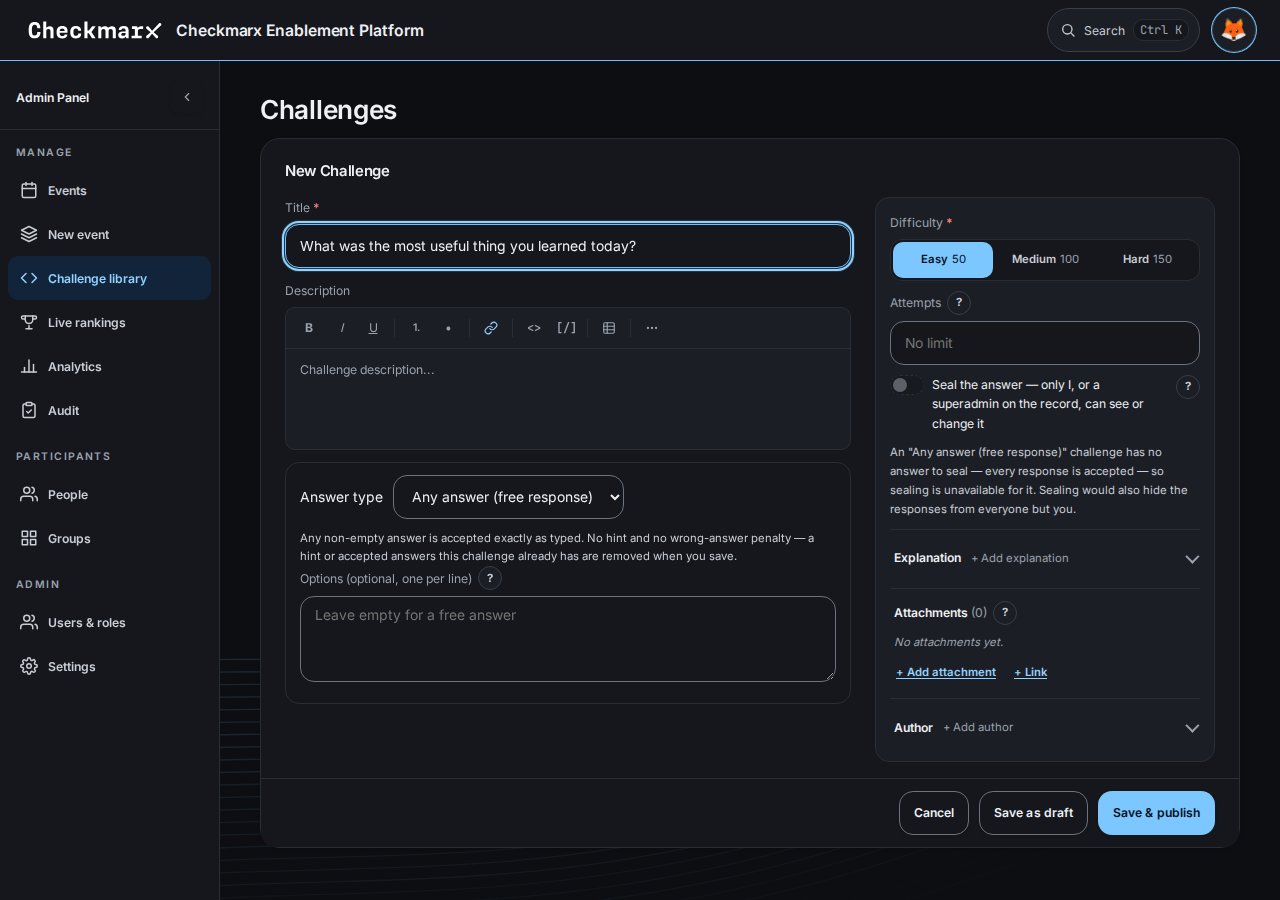 Checkmarx Checkmarx Enablement Platform
Search Ctrl K
Admin Panel
MANAGE
Events
New event
Challenge library
Live rankings
Analytics
Audit
PARTICIPANTS
People
Groups
ADMIN
Users & roles
Settings
Challenges
New Challenge
Title *
What was the most useful thing you learned today?
Description
B I U 1. • <> [/] ...
Challenge description...
Answer type Any answer (free response)
Any non-empty answer is accepted exactly as typed. No hint and no wrong-answer penalty — a
hint or accepted answers this challenge already has are removed when you save.
Options (optional, one per line) ?
Leave empty for a free answer
Difficulty *
Easy 50 Medium 100 Hard 150
Attempts ?
No limit
Seal the answer — only I, or a ?
superadmin on the record, can see or
change it
An "Any answer (free response)" challenge has no
answer to seal — every response is accepted — so
sealing is unavailable for it. Sealing would also hide the
responses from everyone but you.
Explanation + Add explanation
Attachments (0) ?
No attachments yet.
+ Add attachment + Link
Author + Add author
Cancel Save as draft Save & publish